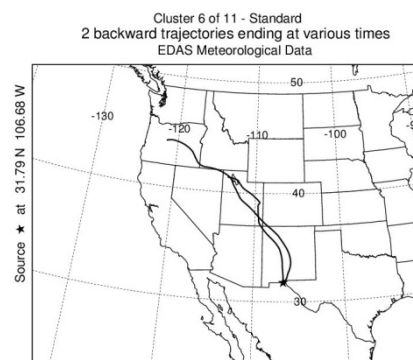 Cluster 6 of 11 - Standard
2 backward trajectories ending at various times
EDAS Meteorological Data
Source ★ at 31.79 N 106.68 W
50
-130
-120
-110
-100
40
30